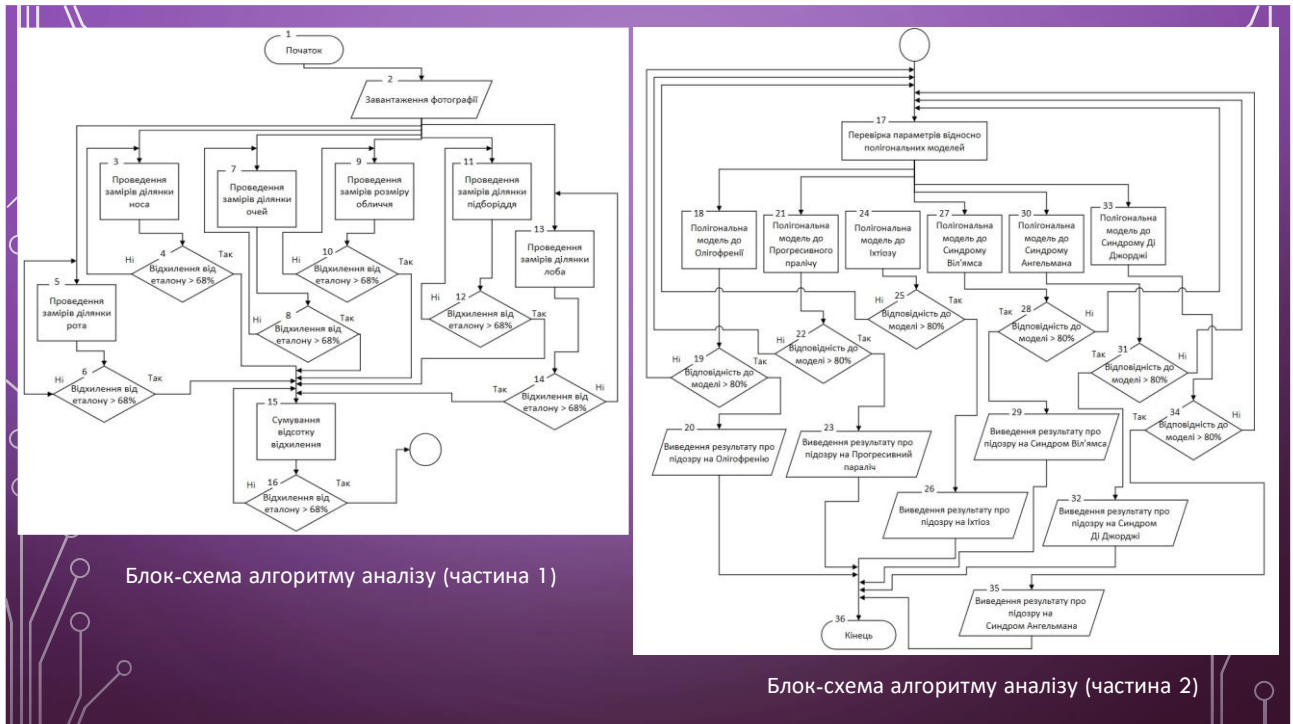 1
Початок
2
Завантаження фотографії
3
Проведення
замірів ділянки
носа
7
Проведення
замірів ділянки
очей
9
Проведення
замірів розміру
обличчя
11
Проведення
замірів ділянки
підборіддя
13
Проведення
замірів ділянки
лоба
4
Ні
Так
Відхилення від
еталону > 68%
10
Ні
Так
Відхилення від
еталону > 68%
5
Проведення
замірів ділянки
рота
8
Ні
Так
Відхилення від
еталону > 68%
12
Ні
Так
Відхилення від
еталону > 68%
6
Ні
Так
Відхилення від
еталону > 68%
14
Так
Ні
Відхилення від
еталону > 68%
15
Сумування
відсотку
відхилення
16
Ні
Так
Відхилення від
еталону > 68%
Блок-схема алгоритму аналізу (частина 1)
17
Перевірка параметрів відносно
полігональних моделей
18
Полігональна
модель до
Олігофренії
21
Полігональна
модель до
Прогресивного
пралічу
24
Полігональна
модель до
Іхтіозу
27
Полігональна
модель до
Синдрому
Віл'ямса
30
Полігональна
модель до
Синдрому
Ангельмана
33
Полігональна
модель до
Синдрому Ді
Джорджі
25
Ні
Так
Відповідність до
моделі > 80%
28
Так
Ні
Відповідність до
моделі > 80%
22
Ні
Так
Відповідність до
моделі > 80%
19
Ні
Так
Відповідність до
моделі > 80%
31
Так
Ні
Відповідність до
моделі > 80%
34
Так
Ні
Відповідність до
моделі > 80%
20
Виведення результату про
підозру на Олігофренію
23
Виведення результату про
підозру на Прогресивний
параліч
29
Виведення результату про
підозру на Синдром Віл'ямса
26
Виведення результату про
підозру на Іхтіоз
32
Виведення результату про
підозру на Синдром
Ді Джорджі
35
Виведення результату про
підозру на
Синдром Ангельмана
36
Кінець
Блок-схема алгоритму аналізу (частина 2)